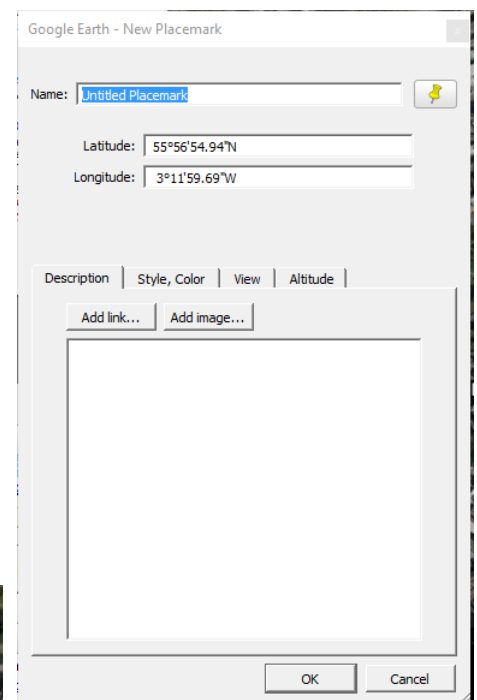 Google Earth - New Placemark
Name: Untitled Placemark
Latitude: 55°56'54.94"N
Longitude: 3°11'59.69"W
Description Style, Color View Altitude
Add link... Add image...
OK Cancel